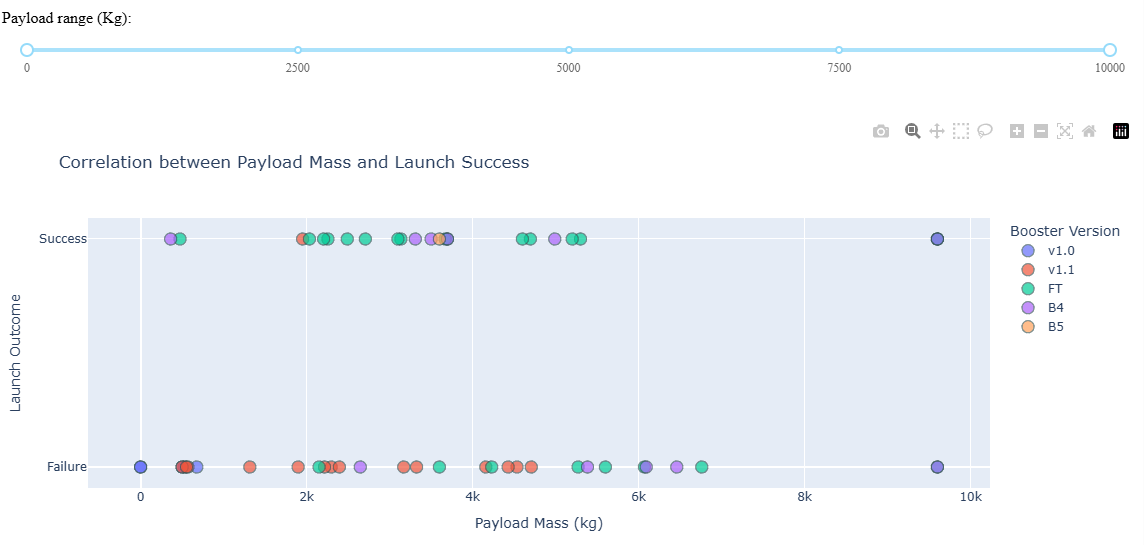 Payload range (Kg):
0 2500 5000 7500 10000
Correlation between Payload Mass and Launch Success
Success
Failure
Launch Outcome
0 2k 4k 6k 8k 10k
Payload Mass (kg)
Booster Version
v1.0
v1.1
FT
B4
B5